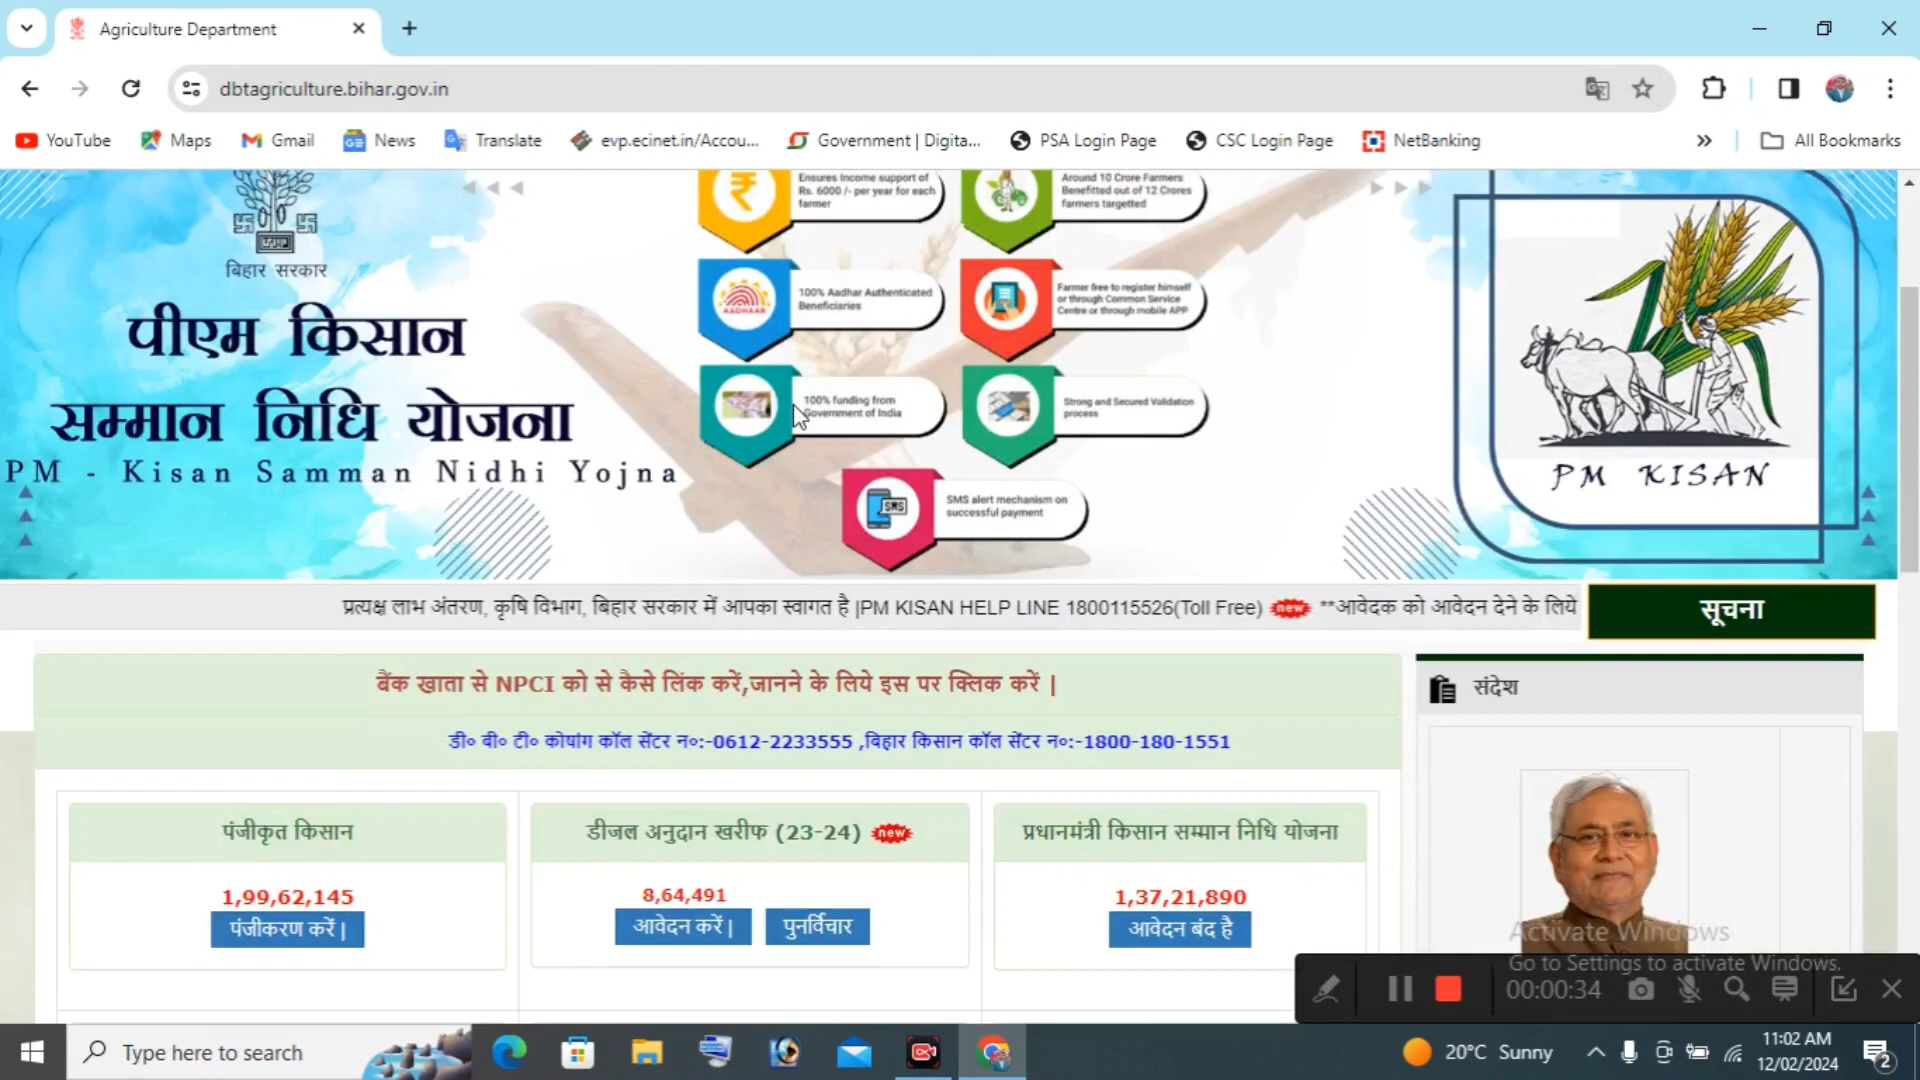 Agriculture Department
dbtagriculture.bihar.gov.in
YouTube Maps Gmail News Translate evp.ecinet.in/Accou... Government | Digita... PSA Login Page CSC Login Page NetBanking » All Bookmarks
Ensures Income support of
Rs. 6000 /- per year for each
farmer
Around 10 Crore Farmers
Benefitted out of 12 Crores
farmers targetted
बिहार सरकार
100% Aadhar Authenticated
Beneficiaries
AADHAAR
Farmer free to register himself
or through Common Service
Centre or through mobile APP
पीएम किसान
सम्मान निधि योजना
PM - Kisan Samman Nidhi Yojna
100% funding from
Government of India
Strong and Secured Validation
process
SMS
SMS alert mechanism on
successful payment
PM KISAN
प्रत्यक्ष लाभ अंतरण, कृषि विभाग, बिहार सरकार में आपका स्वागत है |PM KISAN HELP LINE 1800115526(Toll Free) new **आवेदक को आवेदन देने के लिये
सूचना
बैंक खाता से NPCI को से कैसे लिंक करें,जानने के लिये इस पर क्लिक करें |
संदेश
डी० बी० टी० कोषांग कॉल सेंटर न०:-0612-2233555 ,बिहार किसान कॉल सेंटर न०:-1800-180-1551
पंजीकृत किसान
1,99,62,145
पंजीकरण करें |
डीजल अनुदान खरीफ (23-24) new
8,64,491
आवेदन करें | पुनर्विचार
प्रधानमंत्री किसान सम्मान निधि योजना
1,37,21,890
आवेदन बंद है
Activate Windows
Go to Settings to activate Windows.
00:00:34
Type here to search
20°C Sunny
11:02 AM
12/02/2024
2